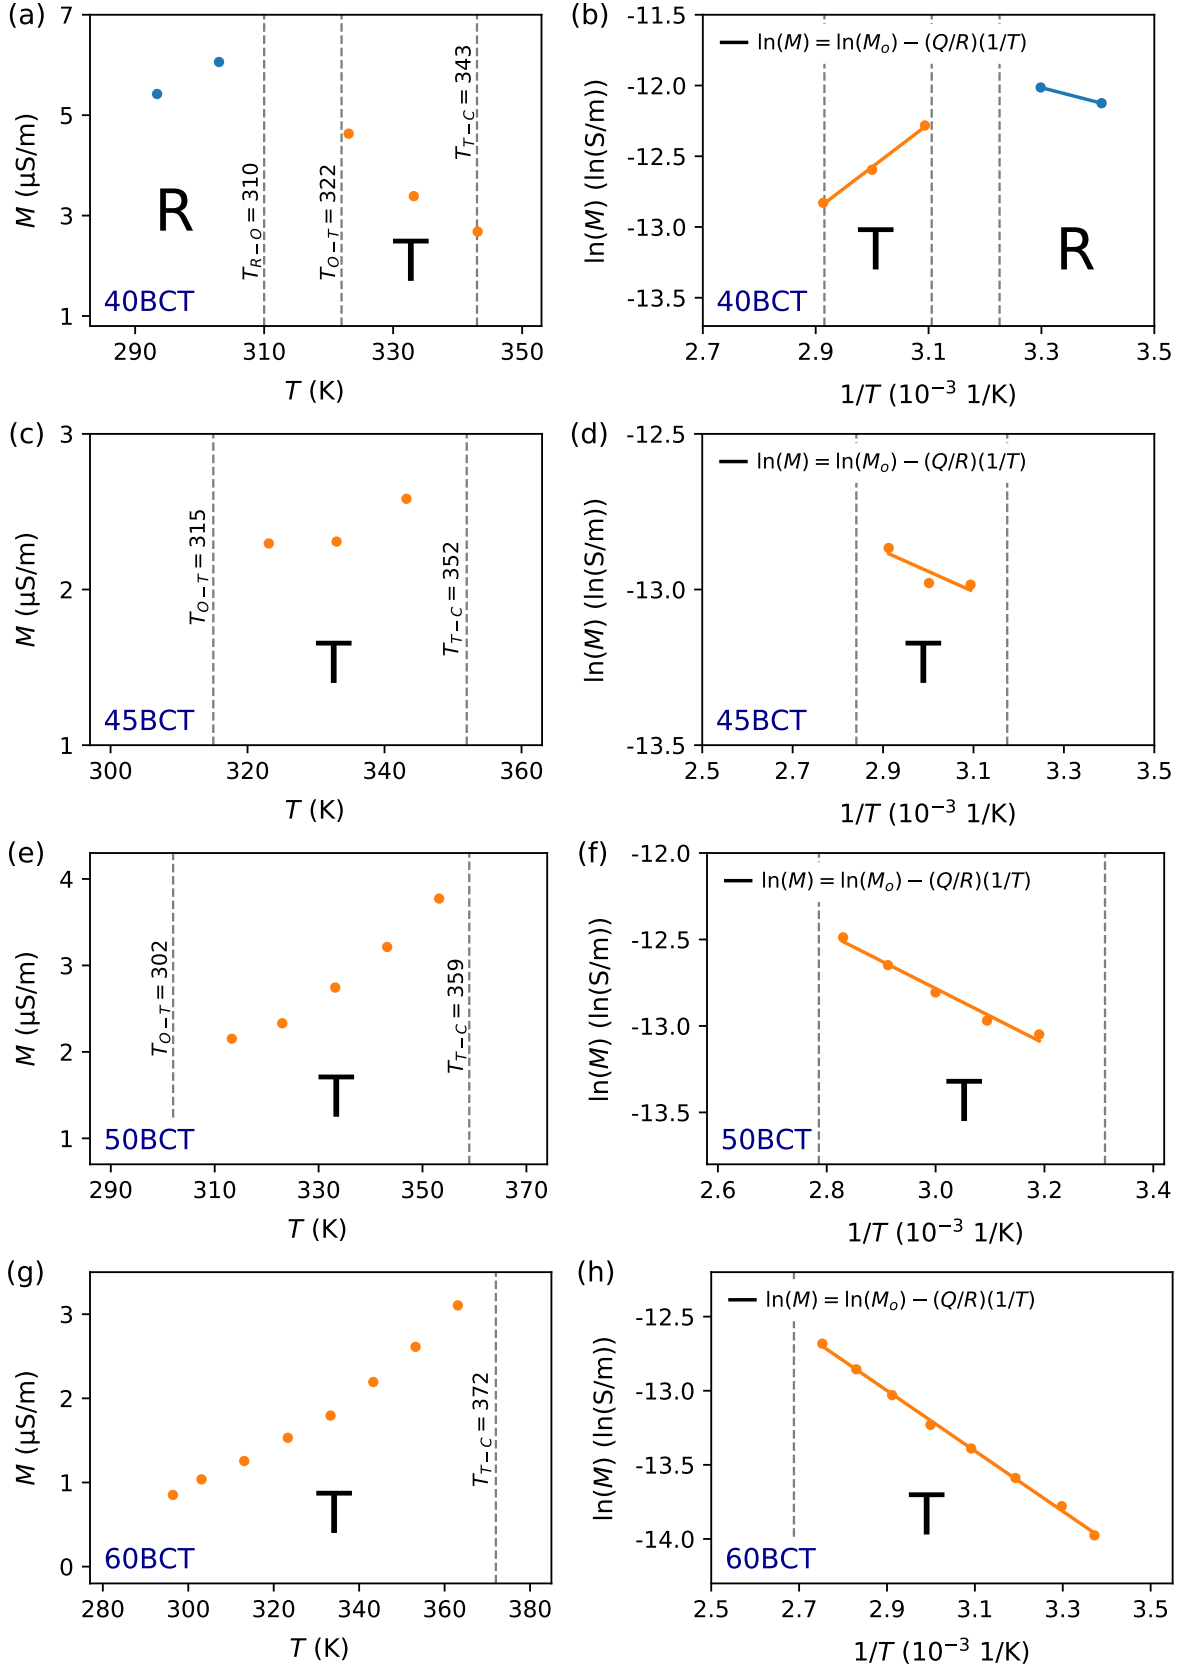 (a)
7
5
3
1
M (μS/m)
R
T_{R−O} = 310
T_{O−T} = 322
T_{T−C} = 343
T
40BCT
290 310 330 350
T (K)
(b)
-11.5
-12.0
-12.5
-13.0
-13.5
ln(M) (ln(S/m))
ln(M) = ln(M_o) − (Q/R)(1/T)
T
R
40BCT
2.7 2.9 3.1 3.3 3.5
1/T (10⁻³ 1/K)
(c)
3
2
1
M (μS/m)
T_{O−T} = 315
T_{T−C} = 352
T
45BCT
300 320 340 360
T (K)
(d)
-12.5
-13.0
-13.5
ln(M) (ln(S/m))
ln(M) = ln(M_o) − (Q/R)(1/T)
T
45BCT
2.5 2.7 2.9 3.1 3.3 3.5
1/T (10⁻³ 1/K)
(e)
4
3
2
1
M (μS/m)
T_{O−T} = 302
T_{T−C} = 359
T
50BCT
290 310 330 350 370
T (K)
(f)
-12.0
-12.5
-13.0
-13.5
ln(M) (ln(S/m))
ln(M) = ln(M_o) − (Q/R)(1/T)
T
50BCT
2.6 2.8 3.0 3.2 3.4
1/T (10⁻³ 1/K)
(g)
3
2
1
0
M (μS/m)
T_{T−C} = 372
T
60BCT
280 300 320 340 360 380
T (K)
(h)
-12.5
-13.0
-13.5
-14.0
ln(M) (ln(S/m))
ln(M) = ln(M_o) − (Q/R)(1/T)
T
60BCT
2.5 2.7 2.9 3.1 3.3 3.5
1/T (10⁻³ 1/K)